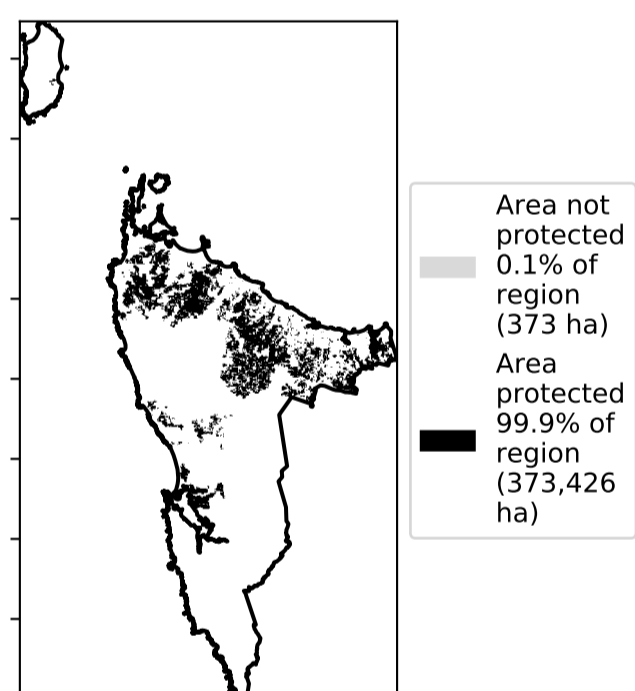 Area not
protected
0.1% of
region
(373 ha)
Area
protected
99.9% of
region
(373,426
ha)